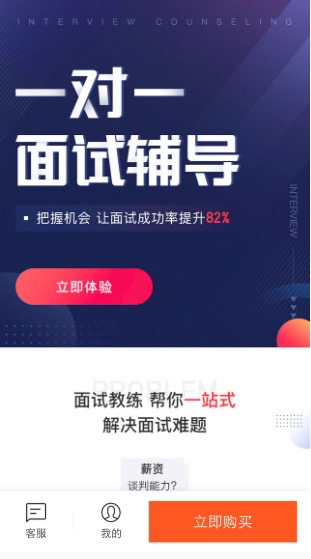 INTERVIEW COUNSELING
一对一
面试辅导
把握机会 让面试成功率提升82%
INTERVIEW
立即体验
PROBLEM
面试教练 帮你一站式
解决面试难题
薪资
谈判能力?
客服
我的
立即购买